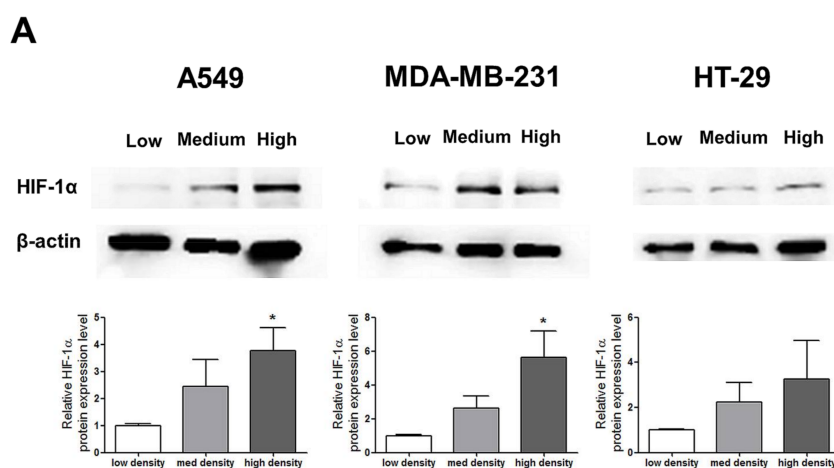 A
A549 MDA-MB-231 HT-29
Low Medium High Low Medium High Low Medium High
HIF-1α
β-actin
Relative HIF-1α
protein expression level
5
4
3
2
1
0
*
low density med density high density
Relative HIF-1α
protein expression level
8
6
4
2
0
*
low density med density high density
Relative HIF-1α
protein expression level
6
4
2
0
low density med density high density